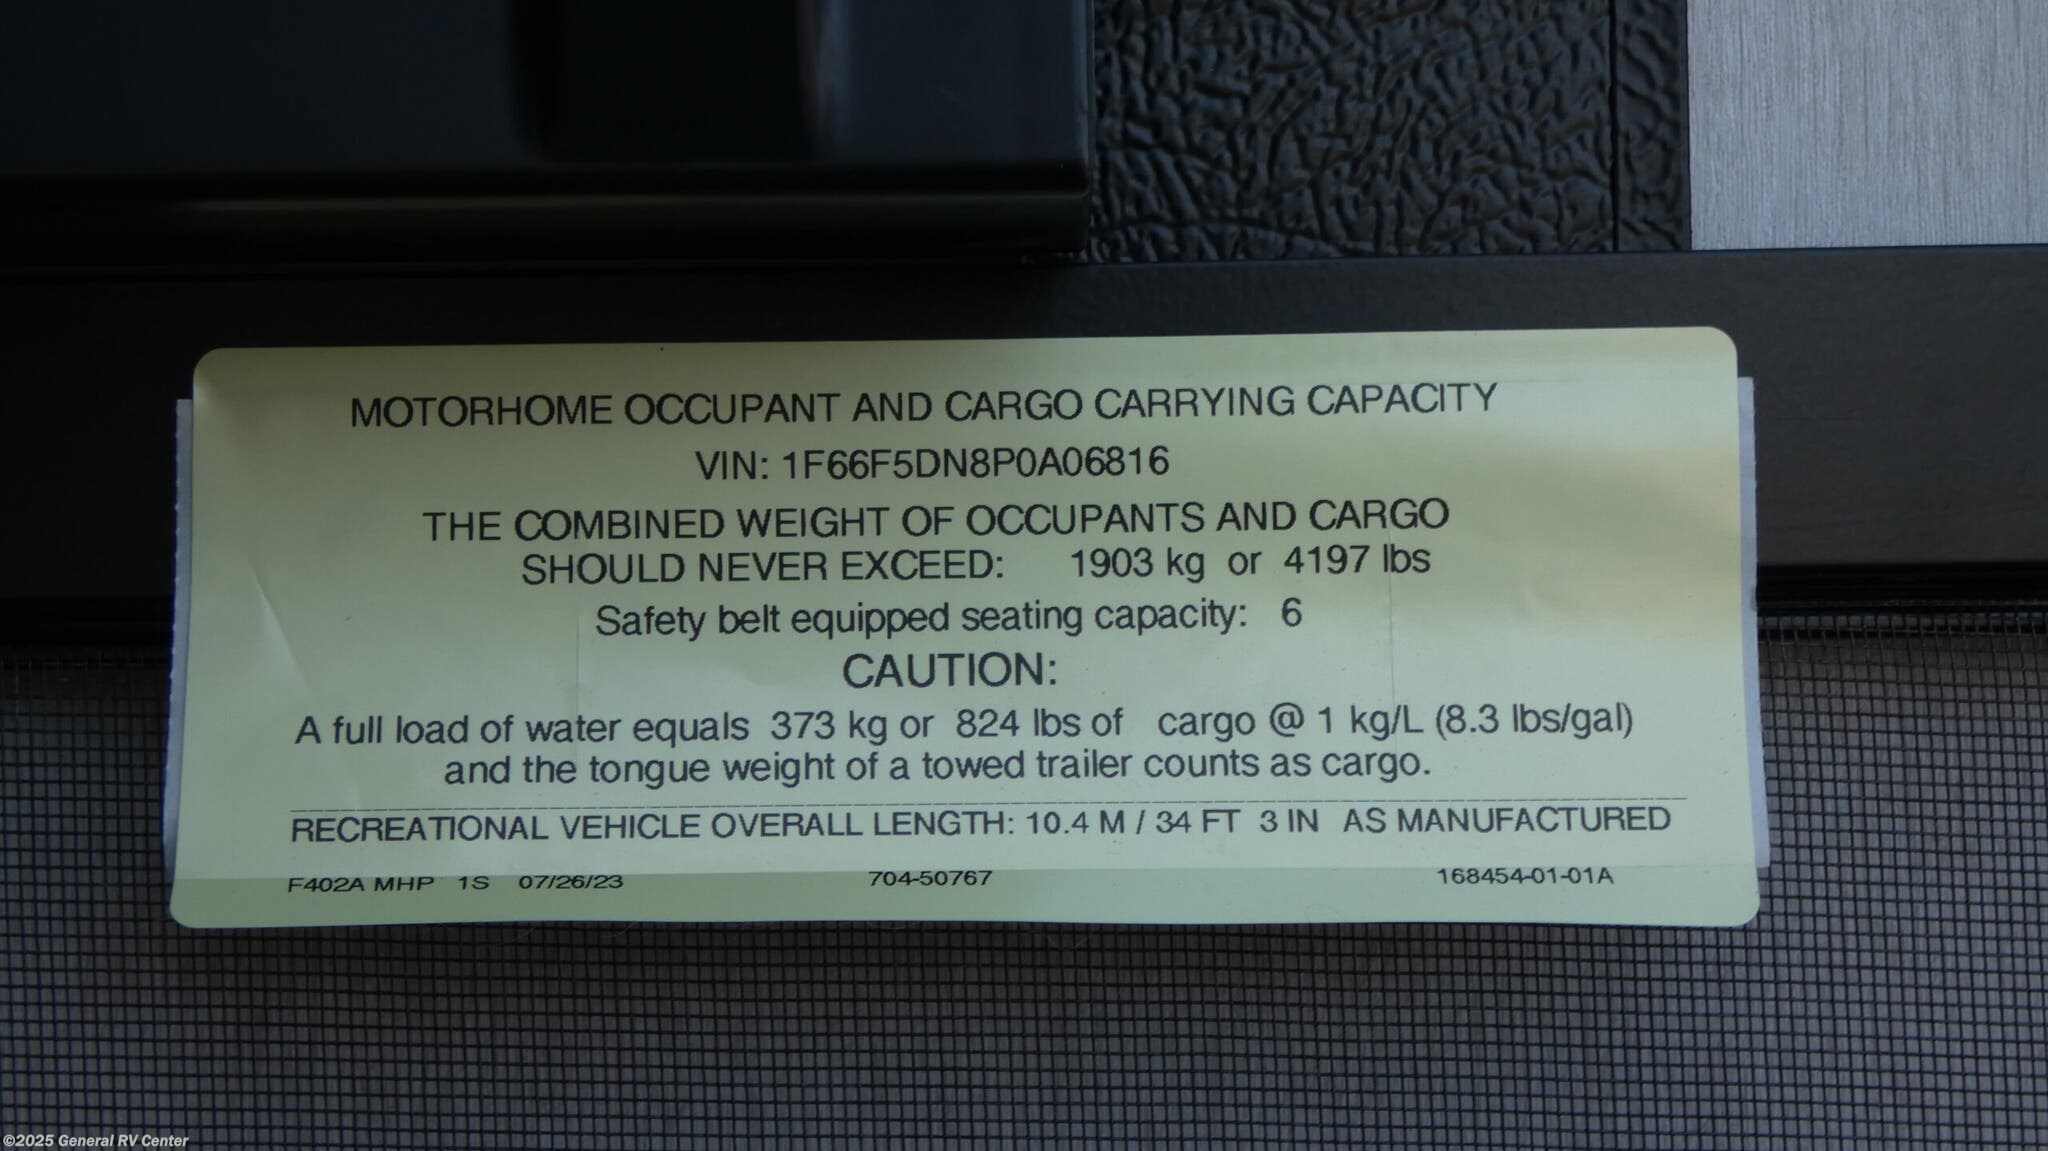 MOTORHOME OCCUPANT AND CARGO CARRYING CAPACITY
VIN: 1F66F5DN8P0A06816
THE COMBINED WEIGHT OF OCCUPANTS AND CARGO
SHOULD NEVER EXCEED: 1903 kg or 4197 lbs
Safety belt equipped seating capacity: 6
CAUTION:
A full load of water equals 373 kg or 824 lbs of cargo @ 1 kg/L (8.3 lbs/gal)
and the tongue weight of a towed trailer counts as cargo.
RECREATIONAL VEHICLE OVERALL LENGTH: 10.4 M / 34 FT 3 IN AS MANUFACTURED
F402A MHP 1S 07/26/23 704-50767 168454-01-01A
©2025 General RV Center